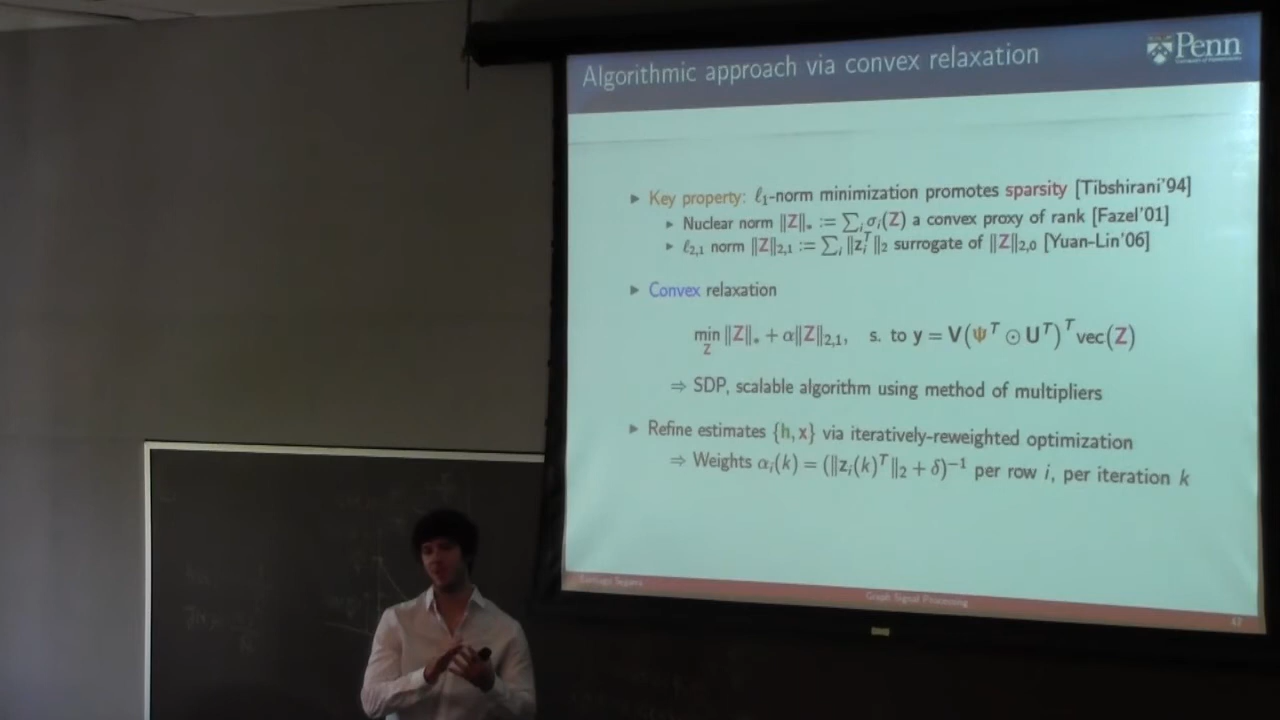 Algorithmic approach via convex relaxation
Penn
▸ Key property: ℓ₁-norm minimization promotes sparsity [Tibshirani'94]
▸ Nuclear norm ‖Z‖* := ∑ᵢ σᵢ(Z) a convex proxy of rank [Fazel'01]
▸ ℓ₂,₁ norm ‖Z‖₂,₁ := ∑ᵢ ‖zᵢᵀ‖₂ surrogate of ‖Z‖₂,₀ [Yuan-Lin'06]
▸ Convex relaxation
min_Z ‖Z‖* + α‖Z‖₂,₁, s. to y = V(Ψᵀ ⊙ Uᵀ)ᵀ vec(Z)
⇒ SDP, scalable algorithm using method of multipliers
▸ Refine estimates {h, x} via iteratively-reweighted optimization
⇒ Weights αᵢ(k) = (‖zᵢ(k)ᵀ‖₂ + δ)⁻¹ per row i, per iteration k
Santiago Segarra
Graph Signal Processing